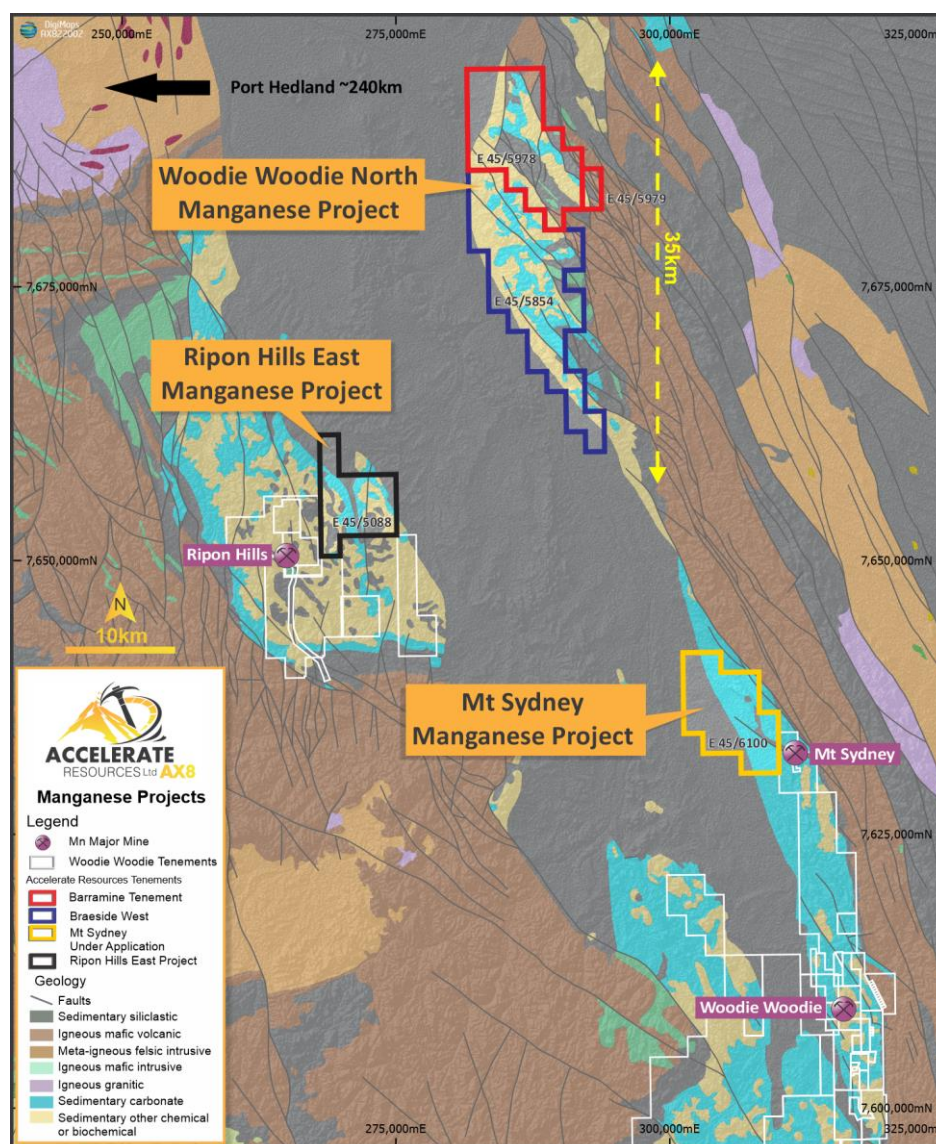 DigiMaps
AX822002
250,000mE
275,000mE
300,000mE
325,000mE
Port Hedland ~240km
E 45/5978
Woodie Woodie North
Manganese Project
E 45/5979
35km
7,675,000mN
7,675,000mN
E 45/5854
Ripon Hills East
Manganese Project
E 45/5088
Ripon Hills
7,650,000mN
7,650,000mN
N
10km
Mt Sydney
Manganese Project
E 45/6100
Mt Sydney
ACCELERATE
RESOURCES Ltd AX8
Manganese Projects
Legend
Mn Major Mine
Woodie Woodie Tenements
Accelerate Resources Tenements
Barramine Tenement
Braeside West
Mt Sydney
Under Application
Ripon Hills East Project
Geology
Faults
Sedimentary siliclastic
Igneous mafic volcanic
Meta-igneous felsic intrusive
Igneous mafic intrusive
Igneous granitic
Sedimentary carbonate
Sedimentary other chemical
or biochemical
7,625,000mN
Woodie Woodie
7,600,000mN
275,000mE
300,000mE
325,000mE